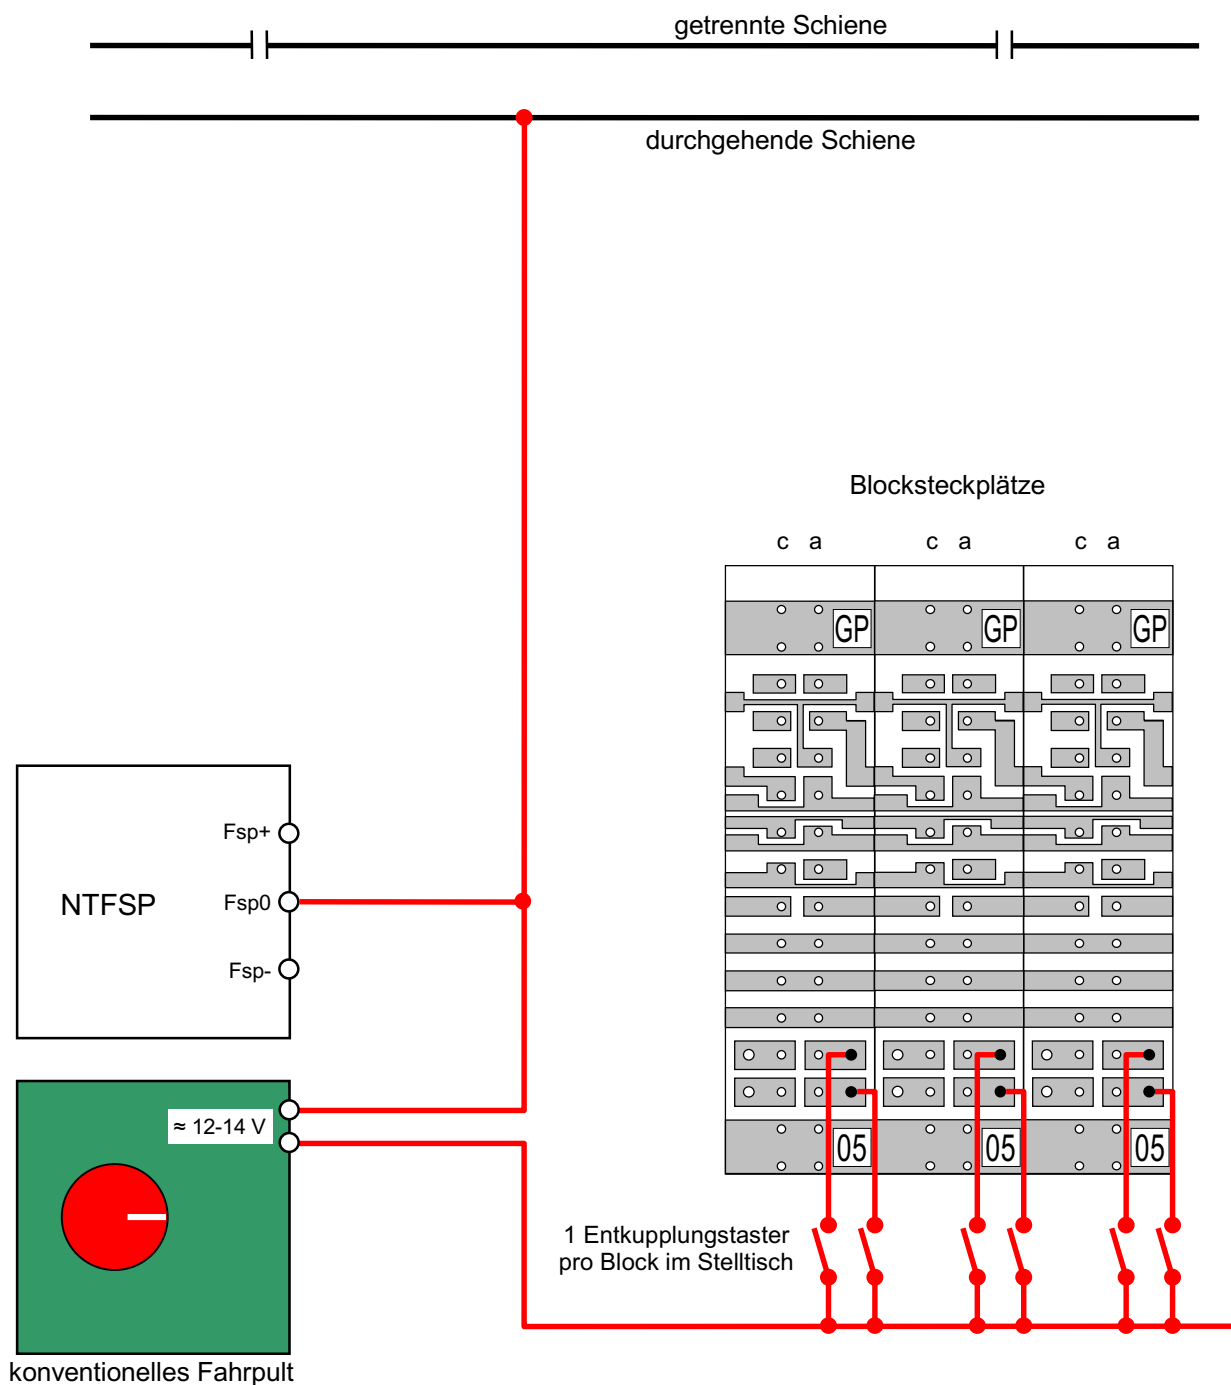 getrennte Schiene
durchgehende Schiene
Blocksteckplätze
c a c a c a
GP GP GP
Fsp+
NTFSP Fsp0
Fsp-
≈ 12-14 V
05 05 05
1 Entkupplungstaster
pro Block im Stelltisch
konventionelles Fahrpult